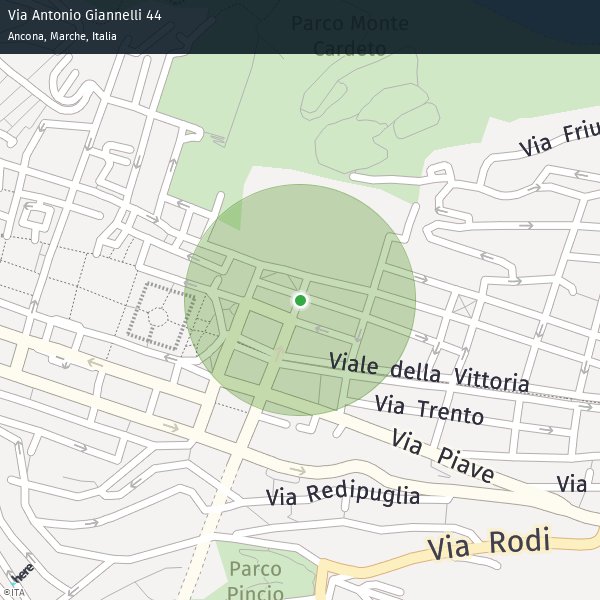 Via Antonio Giannelli 44
Ancona, Marche, Italia
Parco Monte
Cardeto
Via Friu
Viale della Vittoria
Via Trento
Via Piave
Via
Via Redipuglia
Via Rodi
Parco
Pincio
here
©ITA